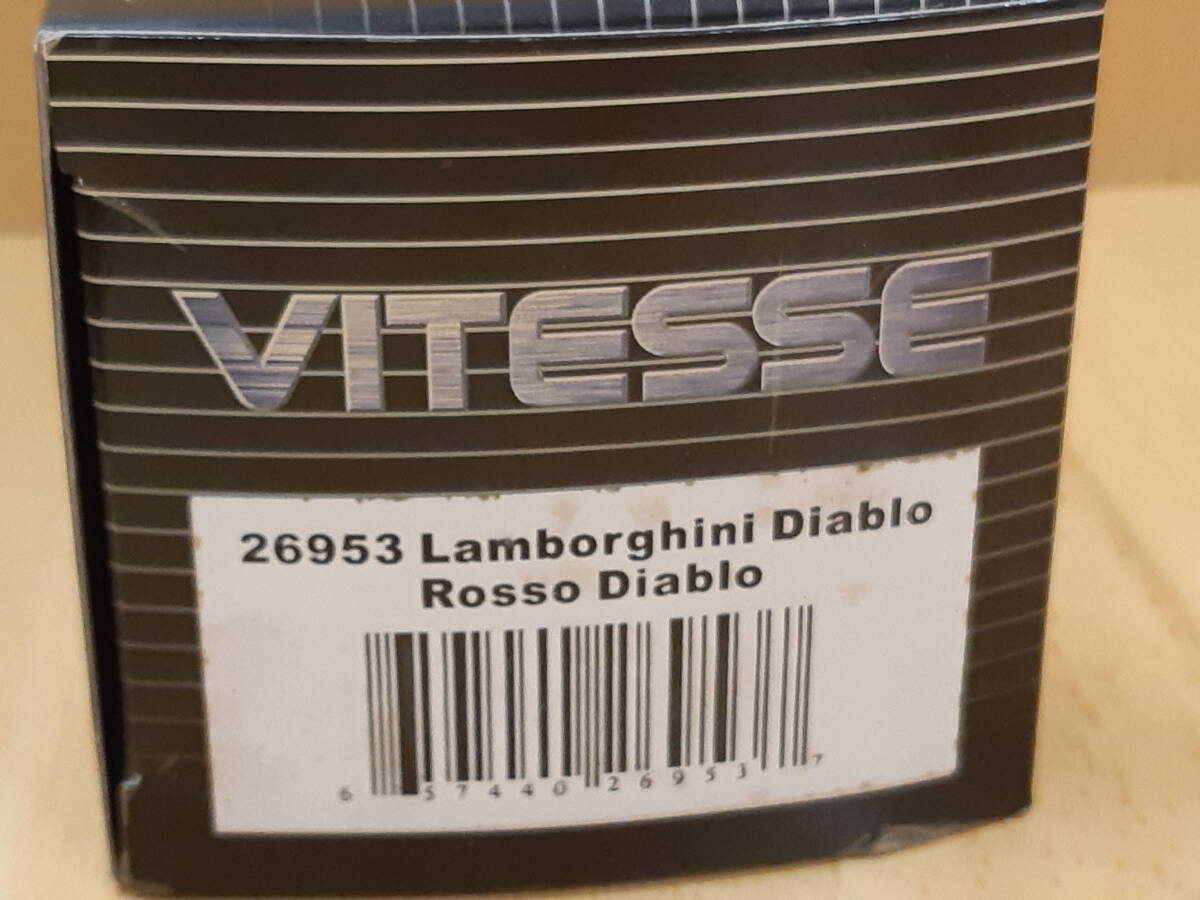 VITESSE
26953 Lamborghini Diablo
Rosso Diablo
6 57440 26953 7